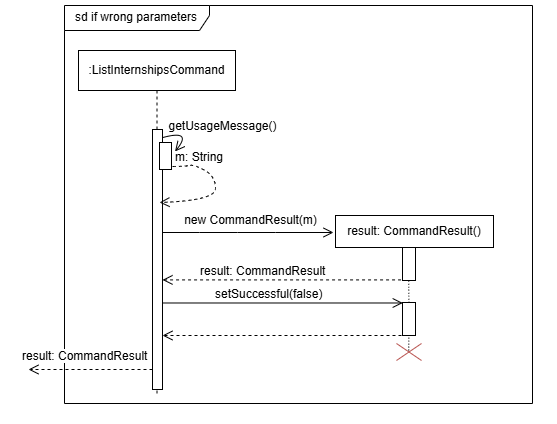 sd if wrong parameters
:ListInternshipsCommand
getUsageMessage()
m: String
new CommandResult(m)
result: CommandResult()
result: CommandResult
setSuccessful(false)
result: CommandResult